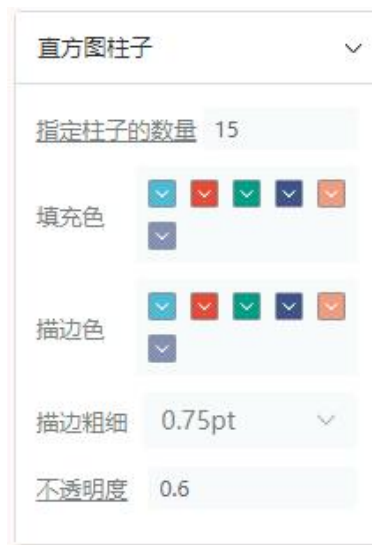 直方图柱子
指定柱子的数量 15
填充色
描边色
描边粗细 0.75pt
不透明度 0.6